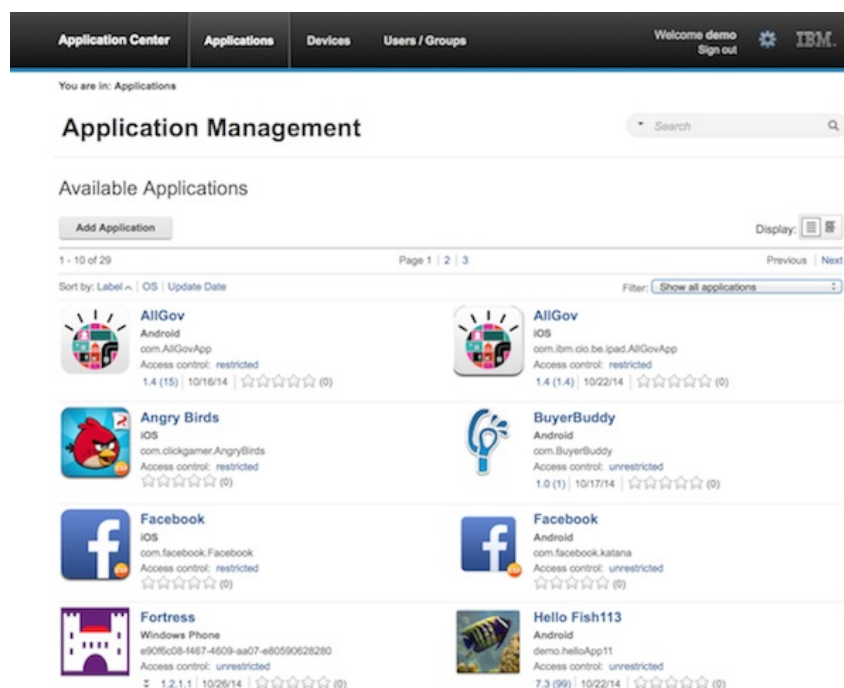 Application Center
Applications
Devices
Users / Groups
Welcome demo
Sign out
IBM.
You are in: Applications
Application Management
Search
Available Applications
Add Application
Display:
1 - 10 of 29
Page 1 | 2 | 3
Previous | Next
Sort by: Label | OS | Update Date
Filter: Show all applications
AllGov
Android
com.AllGovApp
Access control: restricted
1.4 (15) | 10/16/14 | (0)
AllGov
iOS
com.ibm.cio.be.ipad.AllGovApp
Access control: restricted
1.4 (1.4) | 10/22/14 | (0)
Angry Birds
iOS
com.clickgamer.AngryBirds
Access control: restricted
(0)
BuyerBuddy
Android
com.BuyerBuddy
Access control: unrestricted
1.0 (1) | 10/17/14 | (0)
Facebook
iOS
com.facebook.Facebook
Access control: restricted
(0)
Facebook
Android
com.facebook.katana
Access control: unrestricted
(0)
Fortress
Windows Phone
e90f6c08-f467-4609-aa07-e80590628280
Access control: unrestricted
1.2.1.1 | 10/26/14 | (0)
Hello Fish113
Android
demo.helloApp11
Access control: unrestricted
7.3 (99) | 10/22/14 | (0)